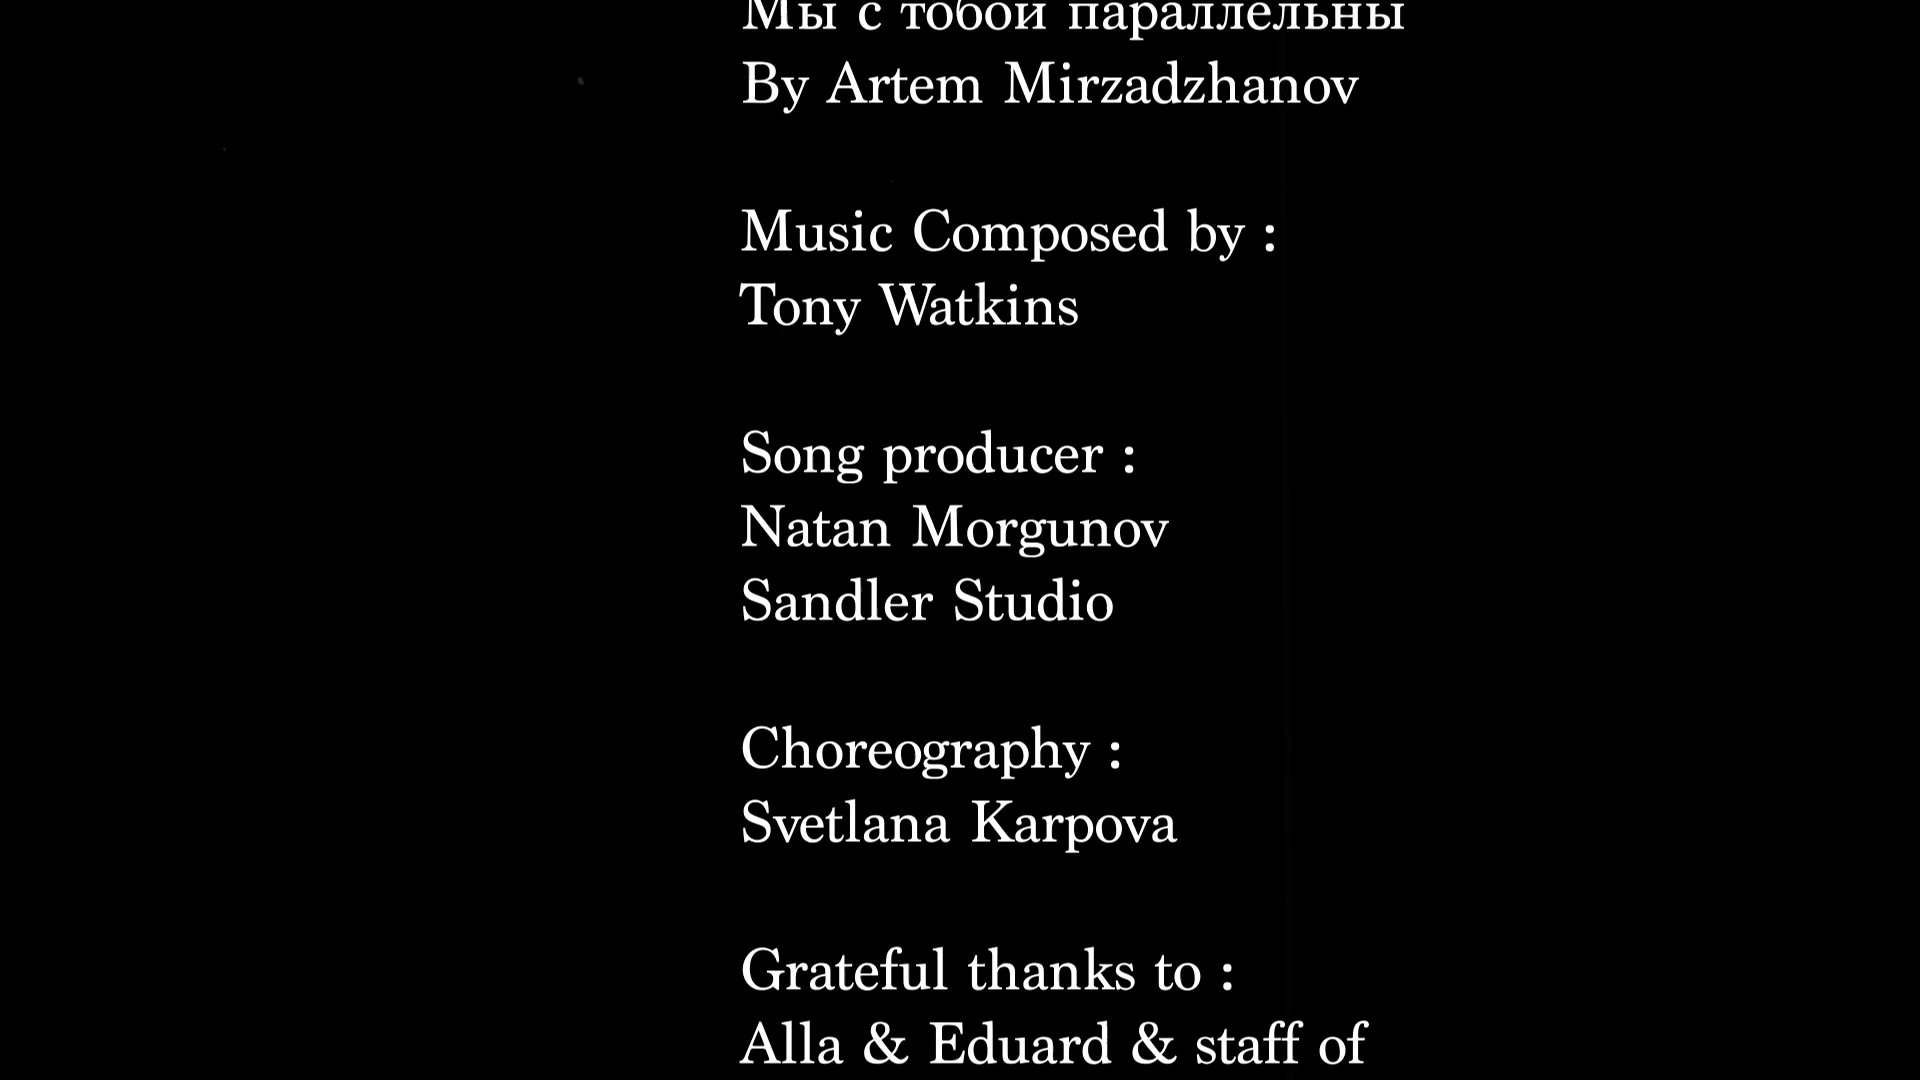 Мы с тобой параллельны
By Artem Mirzadzhanov
Music Composed by :
Tony Watkins
Song producer :
Natan Morgunov
Sandler Studio
Choreography :
Svetlana Karpova
Grateful thanks to :
Alla & Eduard & staff of